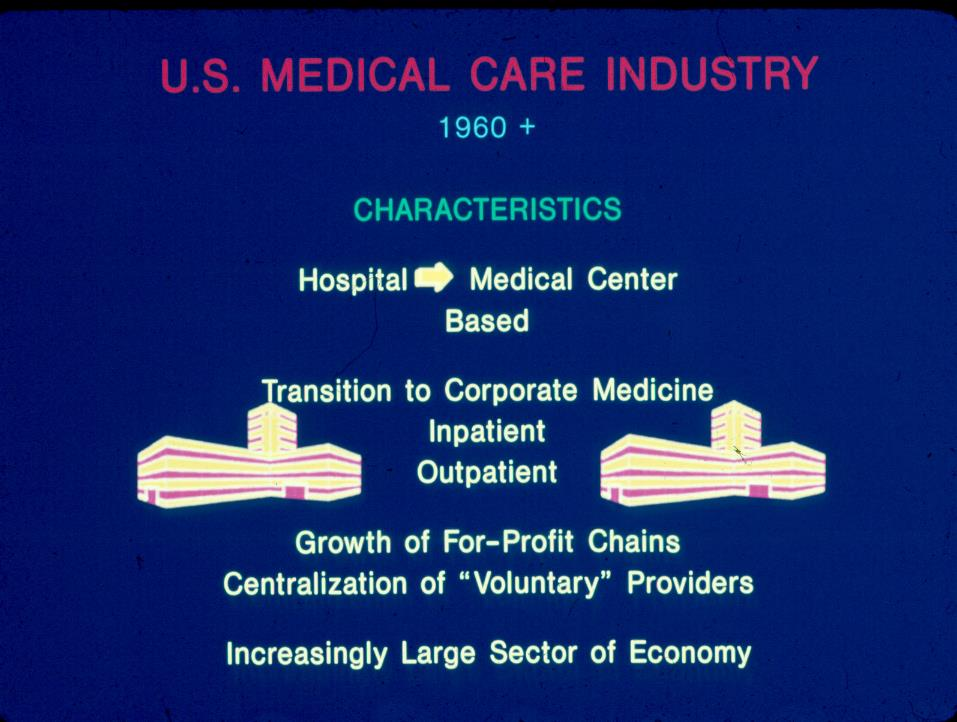 U.S. MEDICAL CARE INDUSTRY
1960 +
CHARACTERISTICS
Hospital Medical Center
Based
Transition to Corporate Medicine
Inpatient
Outpatient
Growth of For-Profit Chains
Centralization of “Voluntary” Providers
Increasingly Large Sector of Economy